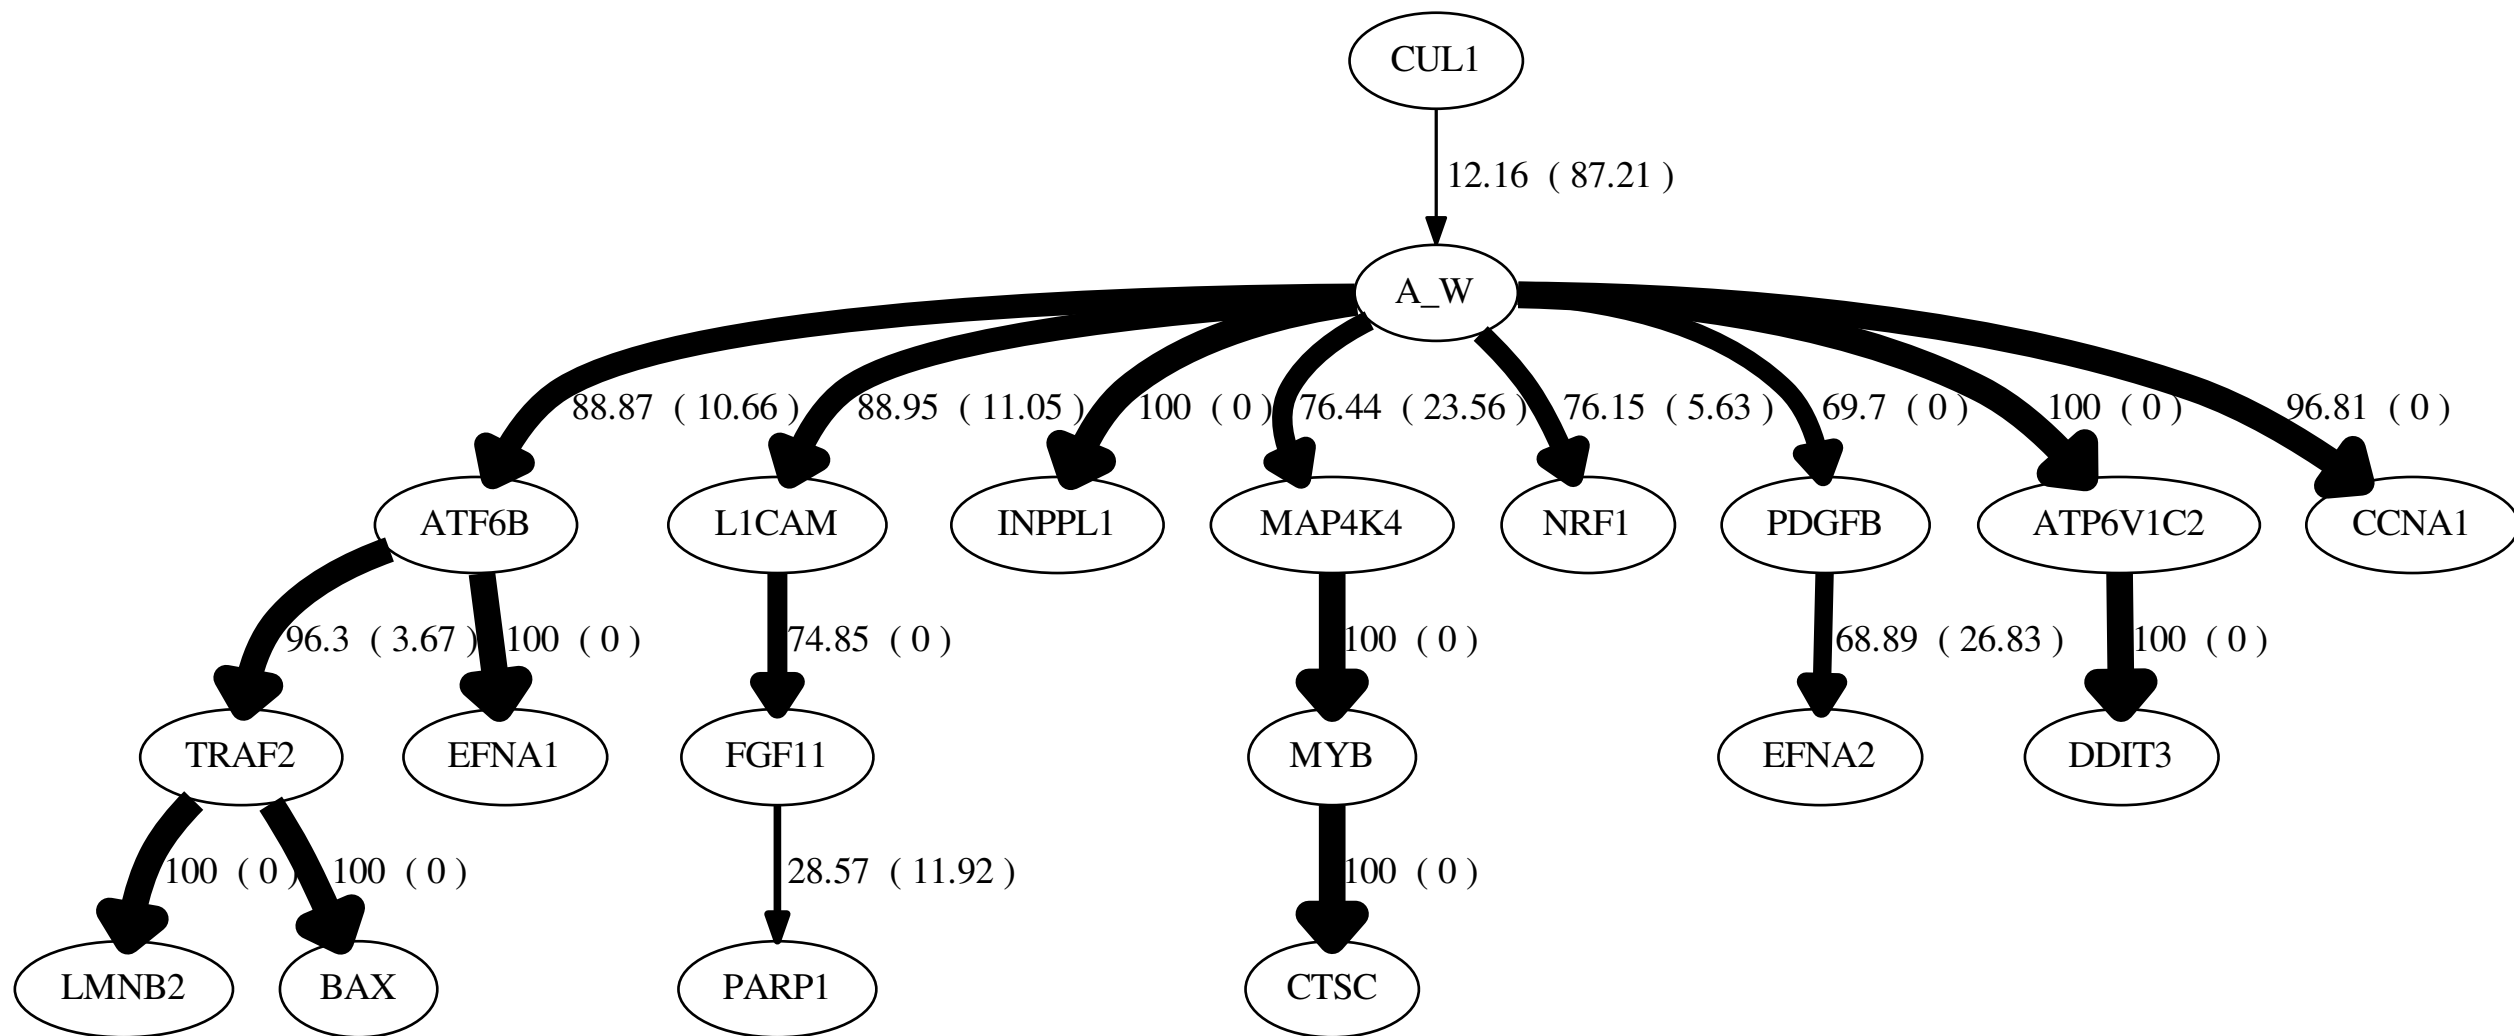 CUL1
12.16 ( 87.21 )
A_W
88.87 ( 10.66 ) 88.95 ( 11.05 ) 100 ( 0 ) 76.44 ( 23.56 ) 76.15 ( 5.63 ) 69.7 ( 0 ) 100 ( 0 ) 96.81 ( 0 )
ATF6B L1CAM INPPL1 MAP4K4 NRF1 PDGFB ATP6V1C2 CCNA1
96.3 ( 3.67 ) 100 ( 0 ) 74.85 ( 0 ) 100 ( 0 ) 68.89 ( 26.83 ) 100 ( 0 )
TRAF2 EFNA1 FGF11 MYB EFNA2 DDIT3
100 ( 0 ) 100 ( 0 ) 28.57 ( 11.92 ) 100 ( 0 )
LMNB2 BAX PARP1 CTSC